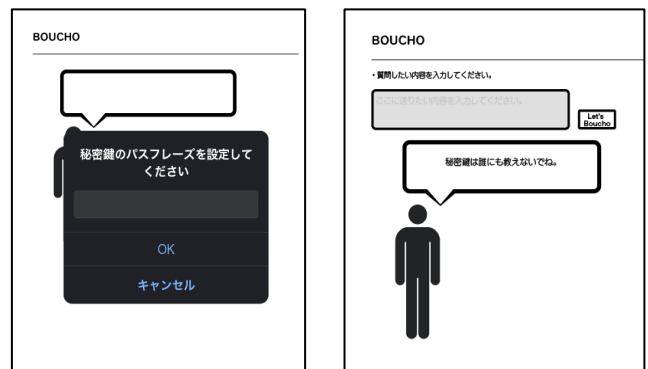 BOUCHO
秘密鍵のパスフレーズを設定して
ください
OK
キャンセル
BOUCHO
・質問したい内容を入力してください。
ここに送りたい内容を入力してください。
Let's
Boucho
秘密鍵は誰にも教えないでね。